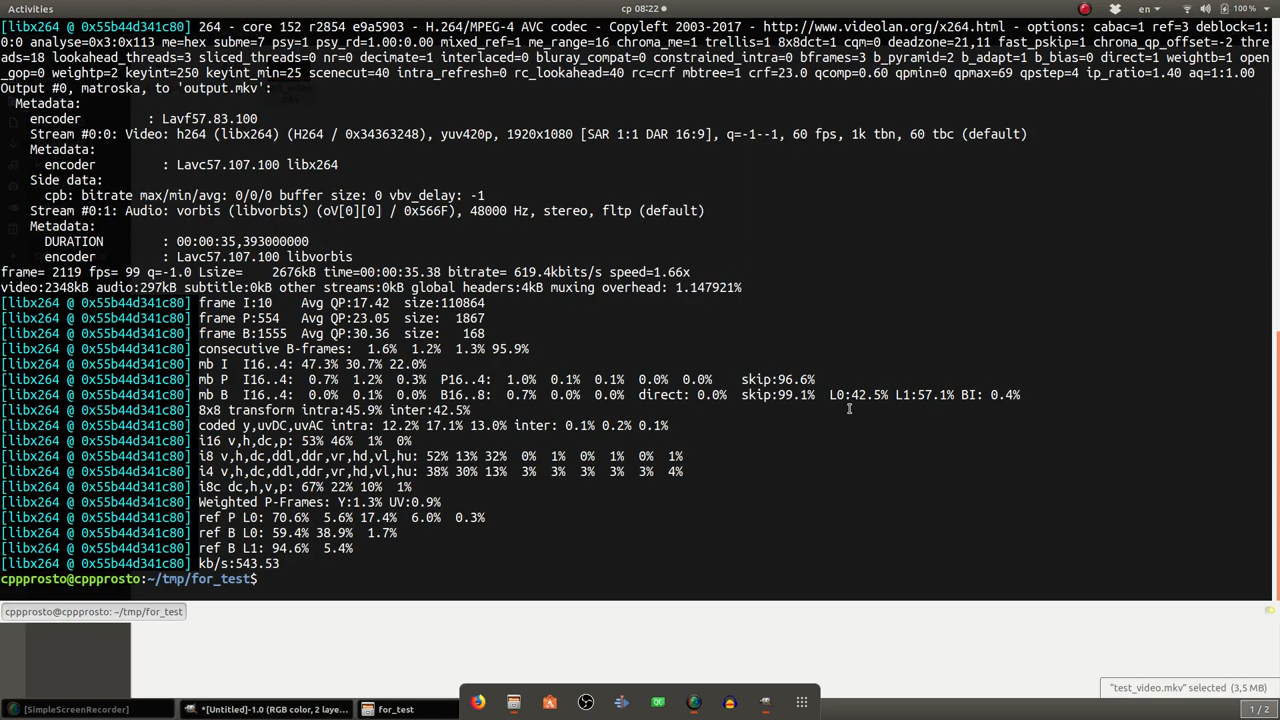 Activities
ср 08:22
en
100 %
[libx264 @ 0x55b44d341c80] 264 - core 152 r2854 e9a5903 - H.264/MPEG-4 AVC codec - Copyleft 2003-2017 - http://www.videolan.org/x264.html - options: cabac=1 ref=3 deblock=1:
0:0 analyse=0x3:0x113 me=hex subme=7 psy=1 psy_rd=1.00:0.00 mixed_ref=1 me_range=16 chroma_me=1 trellis=1 8x8dct=1 cqm=0 deadzone=21,11 fast_pskip=1 chroma_qp_offset=-2 thre
ads=18 lookahead_threads=3 sliced_threads=0 nr=0 decimate=1 interlaced=0 bluray_compat=0 constrained_intra=0 bframes=3 b_pyramid=2 b_adapt=1 b_bias=0 direct=1 weightb=1 open
_gop=0 weightp=2 keyint=250 keyint_min=25 scenecut=40 intra_refresh=0 rc_lookahead=40 rc=crf mbtree=1 crf=23.0 qcomp=0.60 qpmin=0 qpmax=69 qpstep=4 ip_ratio=1.40 aq=1:1.00
Output #0, matroska, to 'output.mkv':
  Metadata:
    encoder         : Lavf57.83.100
    Stream #0:0: Video: h264 (libx264) (H264 / 0x34363248), yuv420p, 1920x1080 [SAR 1:1 DAR 16:9], q=-1--1, 60 fps, 1k tbn, 60 tbc (default)
    Metadata:
      encoder         : Lavc57.107.100 libx264
    Side data:
      cpb: bitrate max/min/avg: 0/0/0 buffer size: 0 vbv_delay: -1
    Stream #0:1: Audio: vorbis (libvorbis) (oV[0][0] / 0x566F), 48000 Hz, stereo, fltp (default)
    Metadata:
      DURATION        : 00:00:35,393000000
      encoder         : Lavc57.107.100 libvorbis
frame= 2119 fps= 99 q=-1.0 Lsize=    2676kB time=00:00:35.38 bitrate= 619.4kbits/s speed=1.66x
video:2348kB audio:297kB subtitle:0kB other streams:0kB global headers:4kB muxing overhead: 1.147921%
[libx264 @ 0x55b44d341c80] frame I:10    Avg QP:17.42  size:110864
[libx264 @ 0x55b44d341c80] frame P:554   Avg QP:23.05  size:  1867
[libx264 @ 0x55b44d341c80] frame B:1555  Avg QP:30.36  size:   168
[libx264 @ 0x55b44d341c80] consecutive B-frames:  1.6%  1.2%  1.3% 95.9%
[libx264 @ 0x55b44d341c80] mb I  I16..4: 47.3% 30.7% 22.0%
[libx264 @ 0x55b44d341c80] mb P  I16..4:  0.7%  1.2%  0.3%  P16..4:  1.0%  0.1%  0.1%  0.0%  0.0%    skip:96.6%
[libx264 @ 0x55b44d341c80] mb B  I16..4:  0.0%  0.1%  0.0%  B16..8:  0.7%  0.0%  0.0%  direct: 0.0%  skip:99.1%  L0:42.5% L1:57.1% BI: 0.4%
[libx264 @ 0x55b44d341c80] 8x8 transform intra:45.9% inter:42.5%
[libx264 @ 0x55b44d341c80] coded y,uvDC,uvAC intra: 12.2% 17.1% 13.0% inter: 0.1% 0.2% 0.1%
[libx264 @ 0x55b44d341c80] i16 v,h,dc,p: 53% 46%  1%  0%
[libx264 @ 0x55b44d341c80] i8 v,h,dc,ddl,ddr,vr,hd,vl,hu: 52% 13% 32%  0%  1%  0%  1%  0%  1%
[libx264 @ 0x55b44d341c80] i4 v,h,dc,ddl,ddr,vr,hd,vl,hu: 38% 30% 13%  3%  3%  3%  3%  3%  4%
[libx264 @ 0x55b44d341c80] i8c dc,h,v,p: 67% 22% 10%  1%
[libx264 @ 0x55b44d341c80] Weighted P-Frames: Y:1.3% UV:0.9%
[libx264 @ 0x55b44d341c80] ref P L0: 70.6%  5.6% 17.4%  6.0%  0.3%
[libx264 @ 0x55b44d341c80] ref B L0: 59.4% 38.9%  1.7%
[libx264 @ 0x55b44d341c80] ref B L1: 94.6%  5.4%
[libx264 @ 0x55b44d341c80] kb/s:543.53
cppprosto@cppprosto:~/tmp/for_test$
cppprosto@cppprosto: ~/tmp/for_test
"test_video.mkv" selected (3,5 MB)
[SimpleScreenRecorder]
*[Untitled]-1.0 (RGB color, 2 laye...
for_test
1 / 2